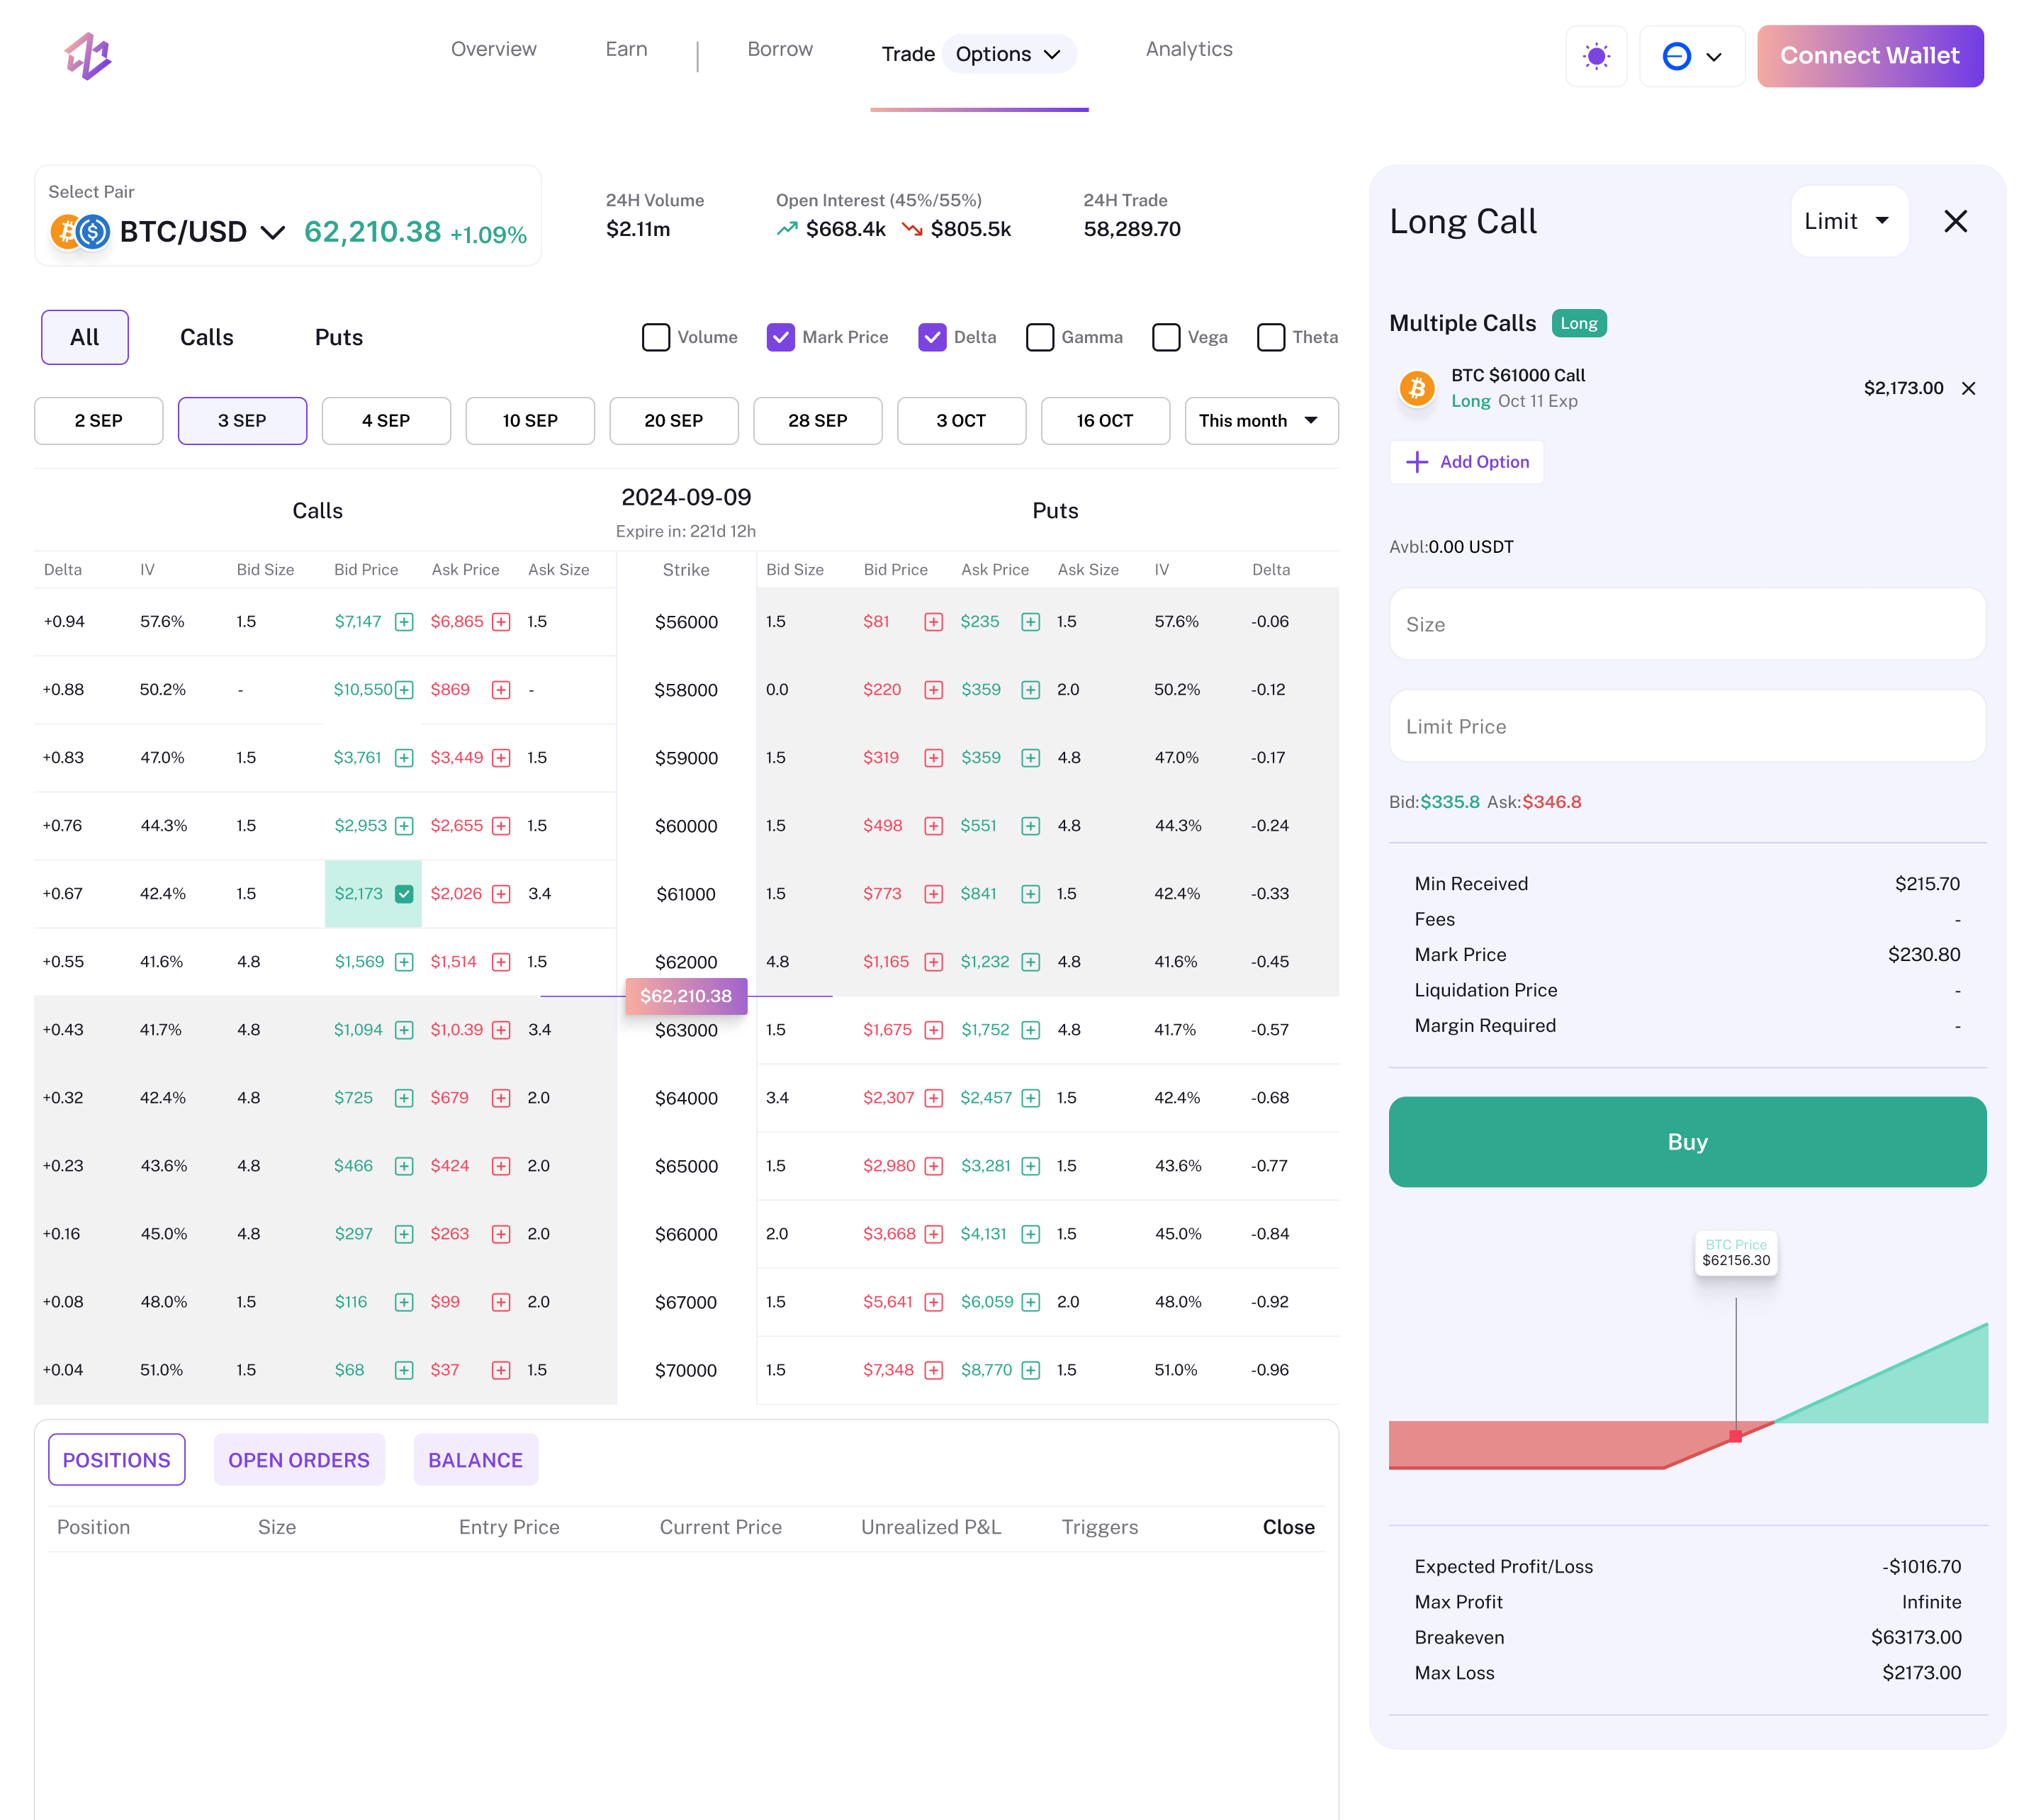 Overview Earn Borrow Trade Options Analytics Connect Wallet
Select Pair
BTC/USD 62,210.38 +1.09%
24H Volume Open Interest (45%/55%) 24H Trade
$2.11m $668.4k $805.5k 58,289.70
All Calls Puts Volume Mark Price Delta Gamma Vega Theta
2 SEP 3 SEP 4 SEP 10 SEP 20 SEP 28 SEP 3 OCT 16 OCT This month
Calls 2024-09-09 Puts
Expire in: 221d 12h
Delta IV Bid Size Bid Price Ask Price Ask Size Strike Bid Size Bid Price Ask Price Ask Size IV Delta
+0.94 57.6% 1.5 $7,147 $6,865 1.5 $56000 1.5 $81 $235 1.5 57.6% -0.06
+0.88 50.2% - $10,550 $869 - $58000 0.0 $220 $359 2.0 50.2% -0.12
+0.83 47.0% 1.5 $3,761 $3,449 1.5 $59000 1.5 $319 $359 4.8 47.0% -0.17
+0.76 44.3% 1.5 $2,953 $2,655 1.5 $60000 1.5 $498 $551 4.8 44.3% -0.24
+0.67 42.4% 1.5 $2,173 $2,026 3.4 $61000 1.5 $773 $841 1.5 42.4% -0.33
+0.55 41.6% 4.8 $1,569 $1,514 1.5 $62000 4.8 $1,165 $1,232 4.8 41.6% -0.45
$62,210.38
+0.43 41.7% 4.8 $1,094 $1,0.39 3.4 $63000 1.5 $1,675 $1,752 4.8 41.7% -0.57
+0.32 42.4% 4.8 $725 $679 2.0 $64000 3.4 $2,307 $2,457 1.5 42.4% -0.68
+0.23 43.6% 4.8 $466 $424 2.0 $65000 1.5 $2,980 $3,281 1.5 43.6% -0.77
+0.16 45.0% 4.8 $297 $263 2.0 $66000 2.0 $3,668 $4,131 1.5 45.0% -0.84
+0.08 48.0% 1.5 $116 $99 2.0 $67000 1.5 $5,641 $6,059 2.0 48.0% -0.92
+0.04 51.0% 1.5 $68 $37 1.5 $70000 1.5 $7,348 $8,770 1.5 51.0% -0.96
POSITIONS OPEN ORDERS BALANCE
Position Size Entry Price Current Price Unrealized P&L Triggers Close
Long Call Limit
Multiple Calls Long
BTC $61000 Call
Long Oct 11 Exp
$2,173.00
Add Option
Avbl:0.00 USDT
Size
Limit Price
Bid:$335.8 Ask:$346.8
Min Received $215.70
Fees -
Mark Price $230.80
Liquidation Price -
Margin Required -
Buy
BTC Price
$62156.30
Expected Profit/Loss -$1016.70
Max Profit Infinite
Breakeven $63173.00
Max Loss $2173.00